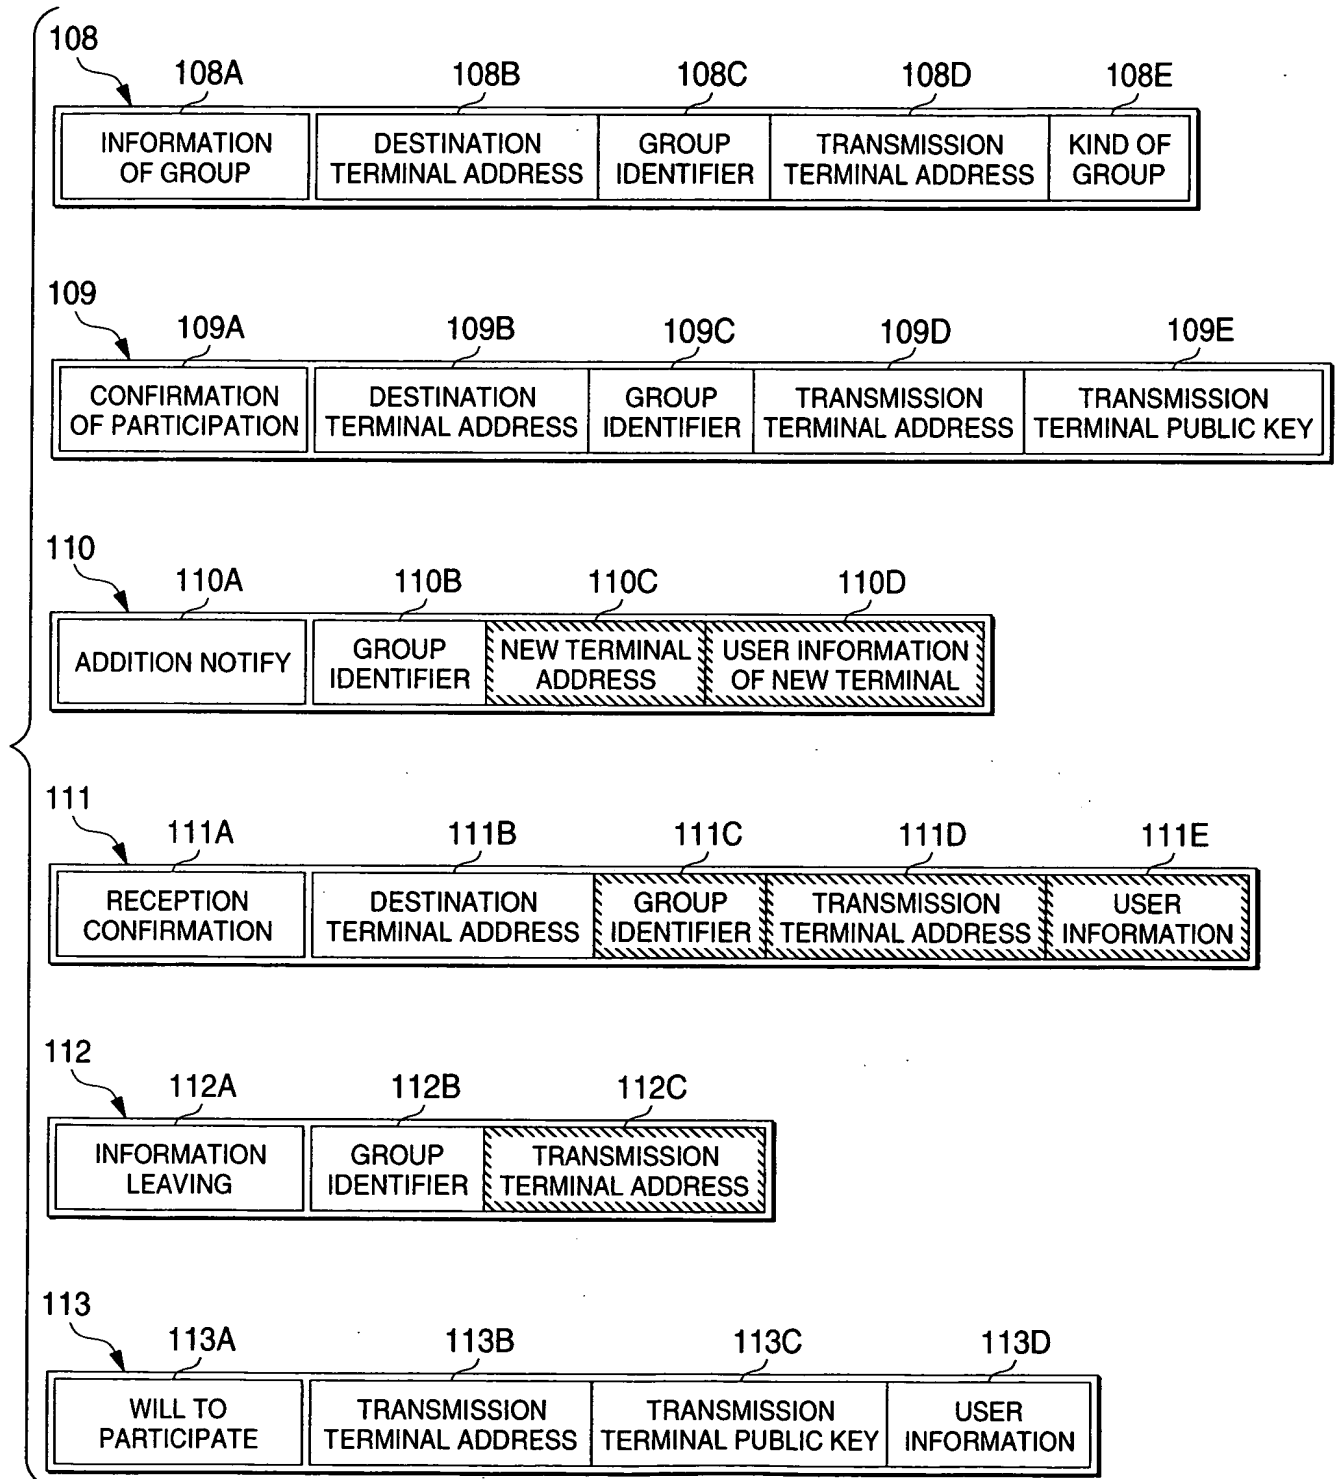 108
108A 108B 108C 108D 108E
INFORMATION DESTINATION GROUP TRANSMISSION KIND OF
OF GROUP TERMINAL ADDRESS IDENTIFIER TERMINAL ADDRESS GROUP
109
109A 109B 109C 109D 109E
CONFIRMATION DESTINATION GROUP TRANSMISSION TRANSMISSION
OF PARTICIPATION TERMINAL ADDRESS IDENTIFIER TERMINAL ADDRESS TERMINAL PUBLIC KEY
110
110A 110B 110C 110D
ADDITION NOTIFY GROUP NEW TERMINAL USER INFORMATION
IDENTIFIER ADDRESS OF NEW TERMINAL
111
111A 111B 111C 111D 111E
RECEPTION DESTINATION GROUP TRANSMISSION USER
CONFIRMATION TERMINAL ADDRESS IDENTIFIER TERMINAL ADDRESS INFORMATION
112
112A 112B 112C
INFORMATION GROUP TRANSMISSION
LEAVING IDENTIFIER TERMINAL ADDRESS
113
113A 113B 113C 113D
WILL TO TRANSMISSION TRANSMISSION USER
PARTICIPATE TERMINAL ADDRESS TERMINAL PUBLIC KEY INFORMATION